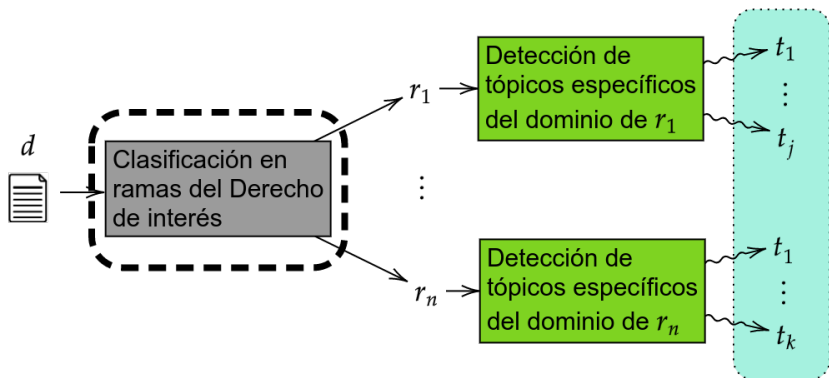 d
Clasificación en
ramas del Derecho
de interés
r1
⋮
rn
Detección de
tópicos específicos
del dominio de r1
t1
⋮
tj
Detección de
tópicos específicos
del dominio de rn
t1
⋮
tk